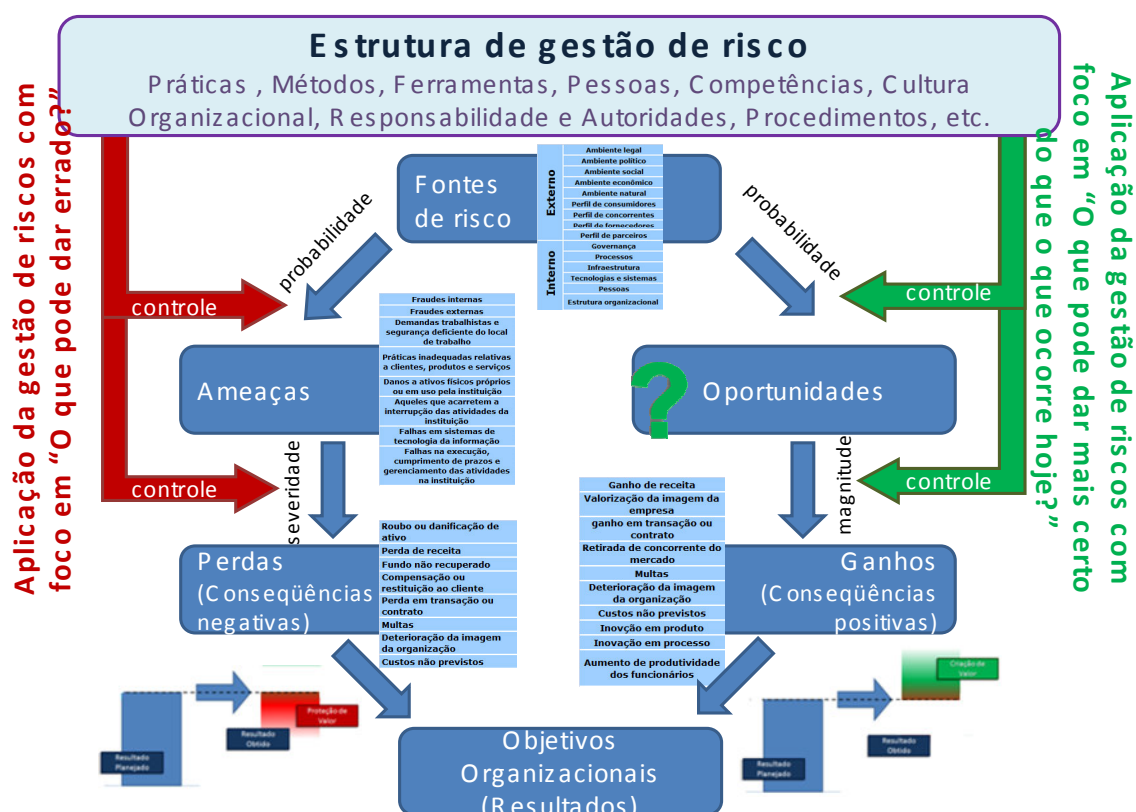 Estrutura de gestão de risco
Práticas , Métodos, Ferramentas, Pessoas, Competências, Cultura
Organizacional, Responsabilidade e Autoridades, Procedimentos, etc.
Aplicação da gestão de riscos com
foco em “O que pode dar errado?”
Aplicação da gestão de riscos com
foco em “O que pode dar mais certo
do que o que ocorre hoje?”
Fontes
de risco
Externo
Ambiente legal
Ambiente político
Ambiente social
Ambiente econômico
Ambiente natural
Perfil de consumidores
Perfil de concorrentes
Perfil de fornecedores
Perfil de parceiros
Interno
Governança
Processos
Infraestrutura
Tecnologias e sistemas
Pessoas
Estrutura organizacional
probabilidade
probabilidade
controle
controle
Ameaças
Fraudes internas
Fraudes externas
Demandas trabalhistas e
segurança deficiente do local
de trabalho
Práticas inadequadas relativas
a clientes, produtos e serviços
Danos a ativos físicos próprios
ou em uso pela instituição
Aqueles que acarretem a
interrupção das atividades da
instituição
Falhas em sistemas de
tecnologia da informação
Falhas na execução,
cumprimento de prazos e
gerenciamento das atividades
na instituição
?
Oportunidades
controle
severidade
magnitude
controle
Perdas
(Conseqüências
negativas)
Roubo ou danificação de
ativo
Perda de receita
Fundo não recuperado
Compensação ou
restituição ao cliente
Perda em transação ou
contrato
Multas
Deterioração da imagem
da organização
Custos não previstos
Ganho de receita
Valorização da imagem da
empresa
ganho em transação ou
contrato
Retirada de concorrente do
mercado
Multas
Deterioração da imagem
da organização
Custos não previstos
Inovção em produto
Inovação em processo
Aumento de produtividade
dos funcionários
Ganhos
(Conseqüências
positivas)
Resultado
Planejado
Resultado
Obtido
Proteção de
Valor
Resultado
Planejado
Resultado
Obtido
Criação de
Valor
Objetivos
Organizacionais
(Resultados)